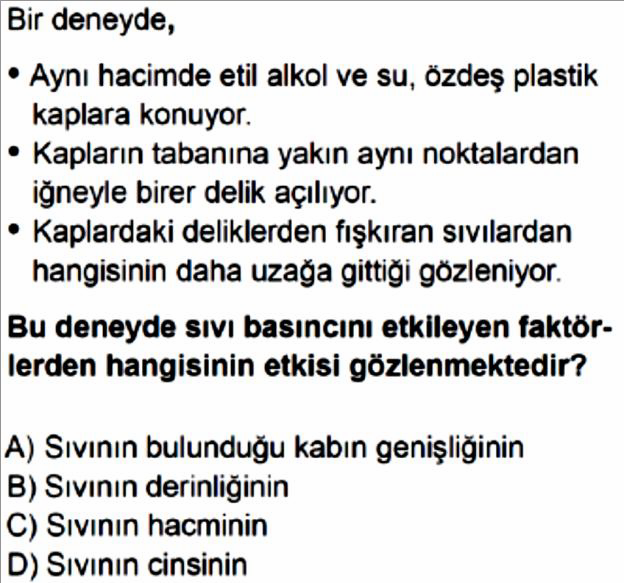 Bir deneyde,
• Aynı hacimde etil alkol ve su, özdeş plastik
kaplara konuyor.
• Kapların tabanına yakın aynı noktalardan
iğneyle birer delik açılıyor.
• Kaplardaki deliklerden fışkıran sıvılardan
hangisinin daha uzağa gittiği gözleniyor.
Bu deneyde sıvı basıncını etkileyen faktör-
lerden hangisinin etkisi gözlenmektedir?
A) Sıvının bulunduğu kabın genişliğinin
B) Sıvının derinliğinin
C) Sıvının hacminin
D) Sıvının cinsinin